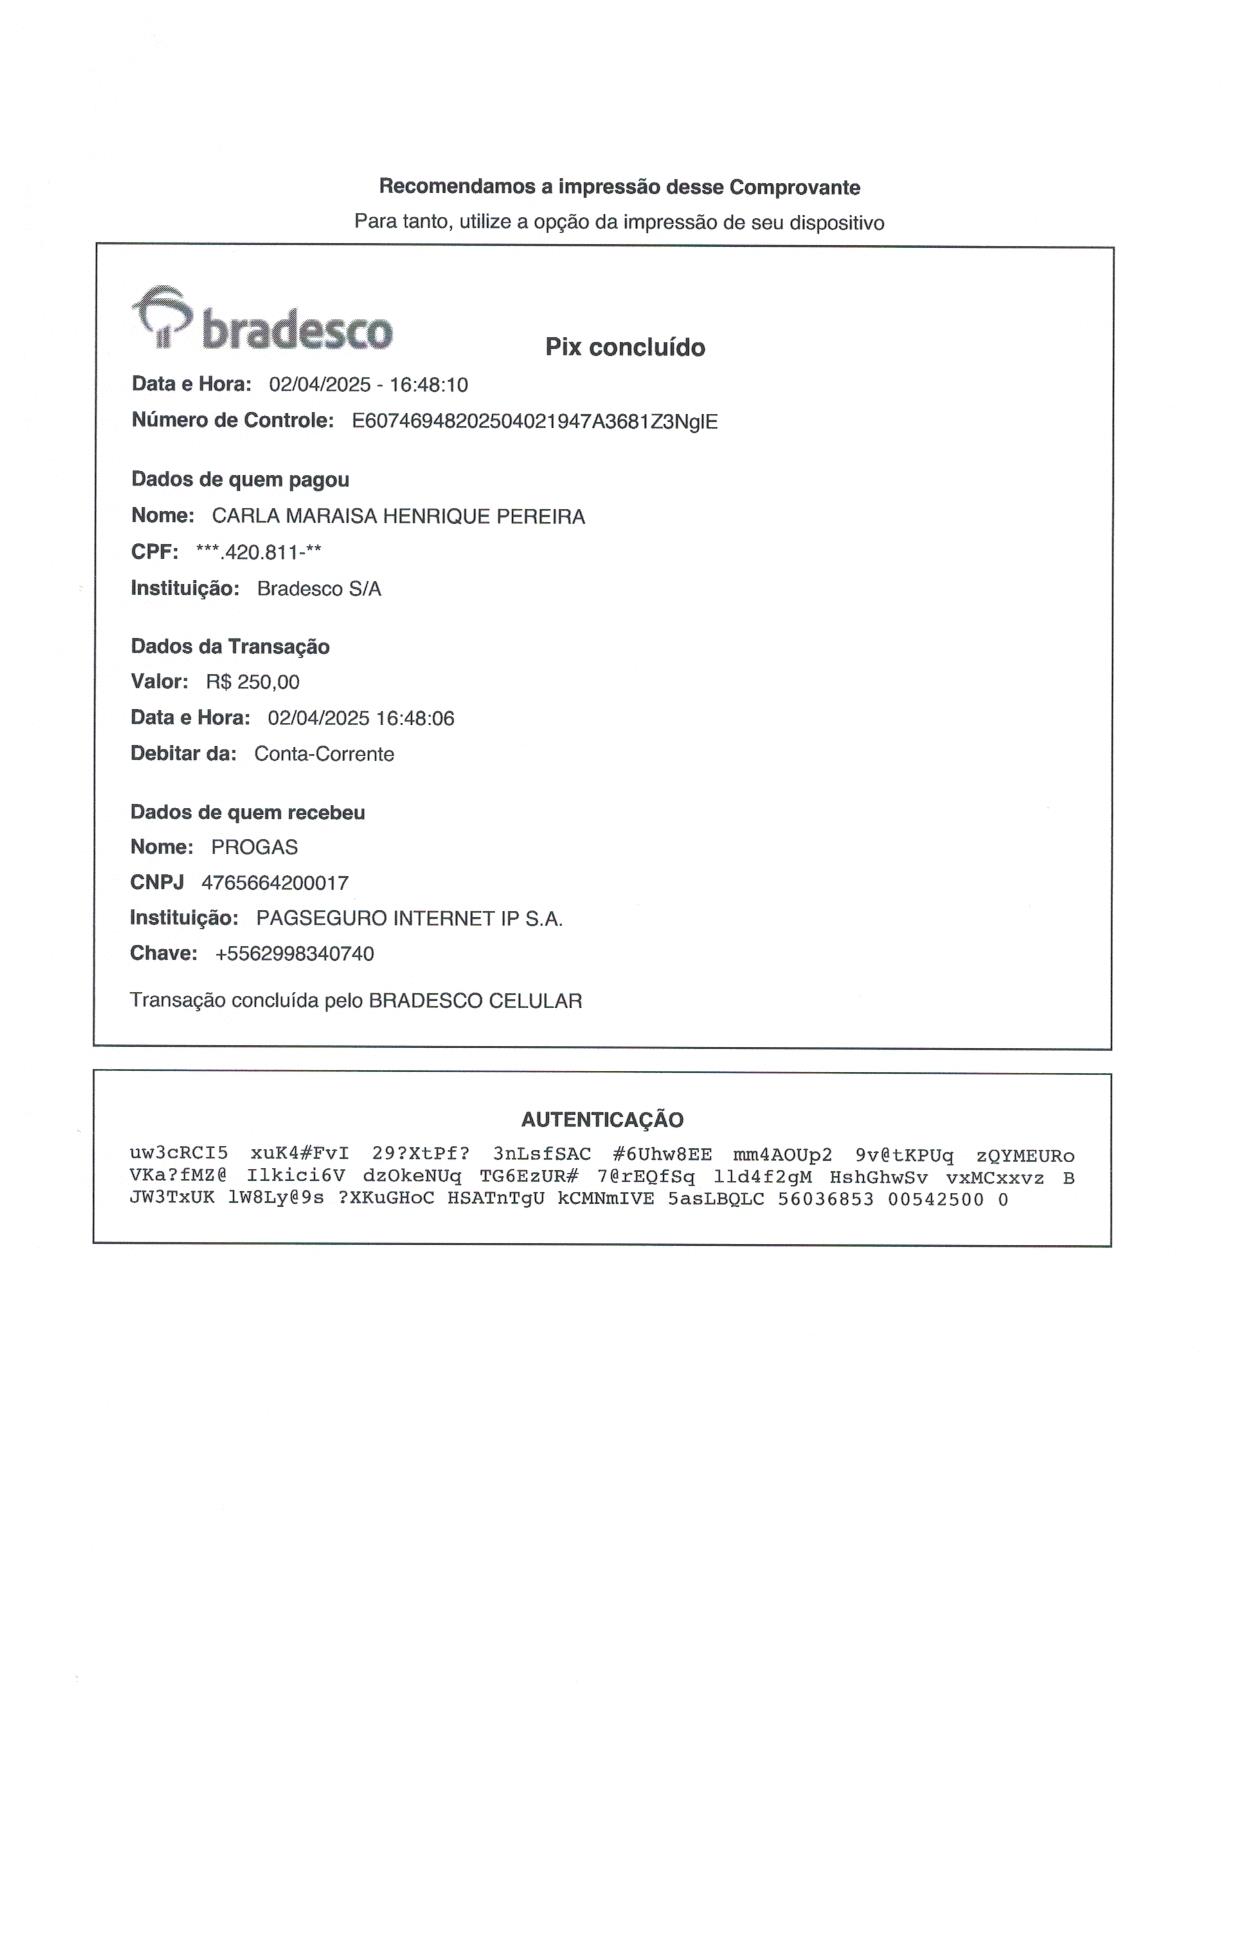 Recomendamos a impressão desse Comprovante
Para tanto, utilize a opção da impressão de seu dispositivo
bradesco
Pix concluído
Data e Hora: 02/04/2025 - 16:48:10
Número de Controle: E60746948202504021947A3681Z3NglE
Dados de quem pagou
Nome: CARLA MARAISA HENRIQUE PEREIRA
CPF: ***.420.811-**
Instituição: Bradesco S/A
Dados da Transação
Valor: R$ 250,00
Data e Hora: 02/04/2025 16:48:06
Debitar da: Conta-Corrente
Dados de quem recebeu
Nome: PROGAS
CNPJ 4765664200017
Instituição: PAGSEGURO INTERNET IP S.A.
Chave: +5562998340740
Transação concluída pelo BRADESCO CELULAR
AUTENTICAÇÃO
uw3cRCI5 xuK4#FvI 29?XtPf? 3nLsfSAC #6Uhw8EE mm4AOUp2 9v@tKPUq zQYMEURo
VKa?fMZ@ Ilkici6V dzOkeNUq TG6EzUR# 7@rEQfSq lld4f2gM HshGhwSv vxMCxxvz B
JW3TxUK lW8Ly@9s ?XKuGHoC HSATnTgU kCMNmIVE 5asLBQLC 56036853 00542500 0